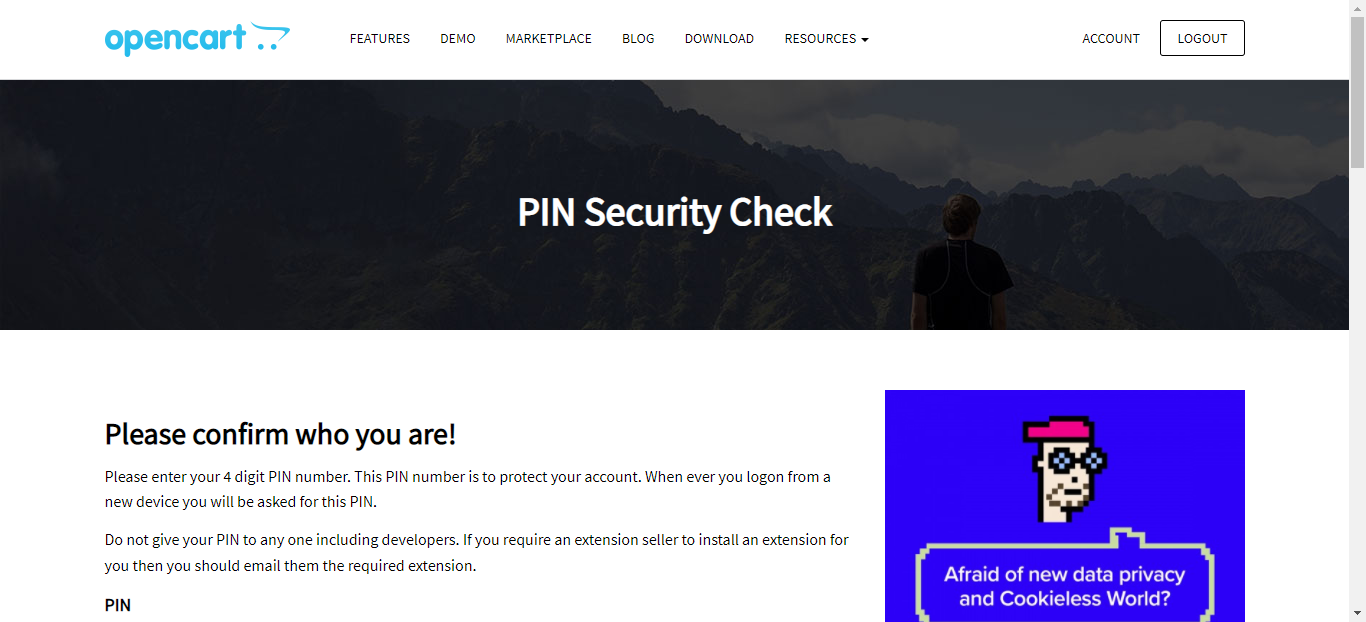 opencart
FEATURES DEMO MARKETPLACE BLOG DOWNLOAD RESOURCES ACCOUNT LOGOUT
PIN Security Check
Please confirm who you are!
Please enter your 4 digit PIN number. This PIN number is to protect your account. When ever you logon from a
new device you will be asked for this PIN.
Do not give your PIN to any one including developers. If you require an extension seller to install an extension for
you then you should email them the required extension.
PIN
Afraid of new data privacy
and Cookieless World?